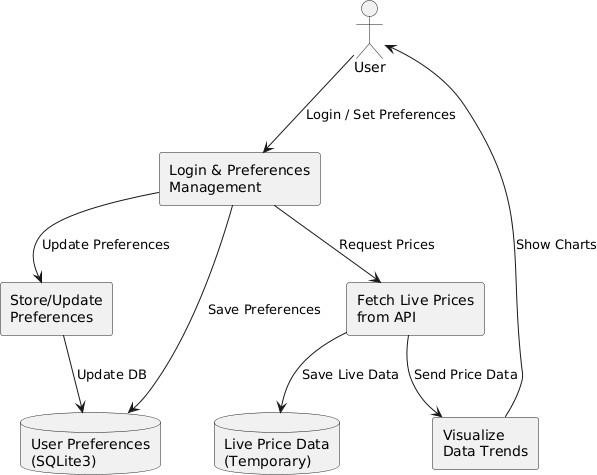 User
Login / Set Preferences
Login & Preferences
Management
Update Preferences
Request Prices
Show Charts
Store/Update
Preferences
Save Preferences
Fetch Live Prices
from API
Update DB
Save Live Data
Send Price Data
User Preferences
(SQLite3)
Live Price Data
(Temporary)
Visualize
Data Trends